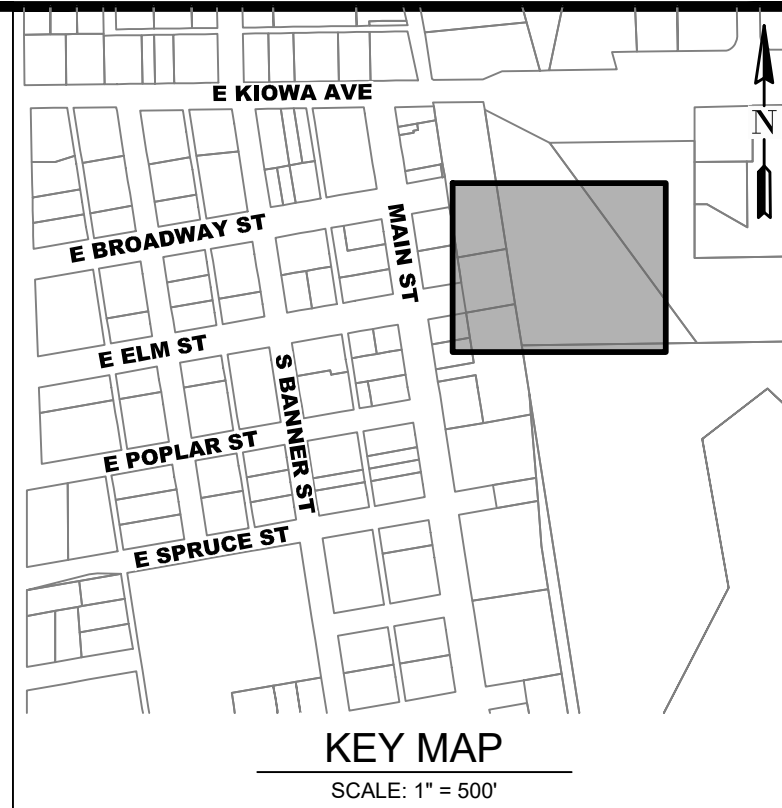 E KIOWA AVE
N
MAIN ST
E BROADWAY ST
E ELM ST
S BANNER ST
E POPLAR ST
E SPRUCE ST
KEY MAP
SCALE: 1" = 500'